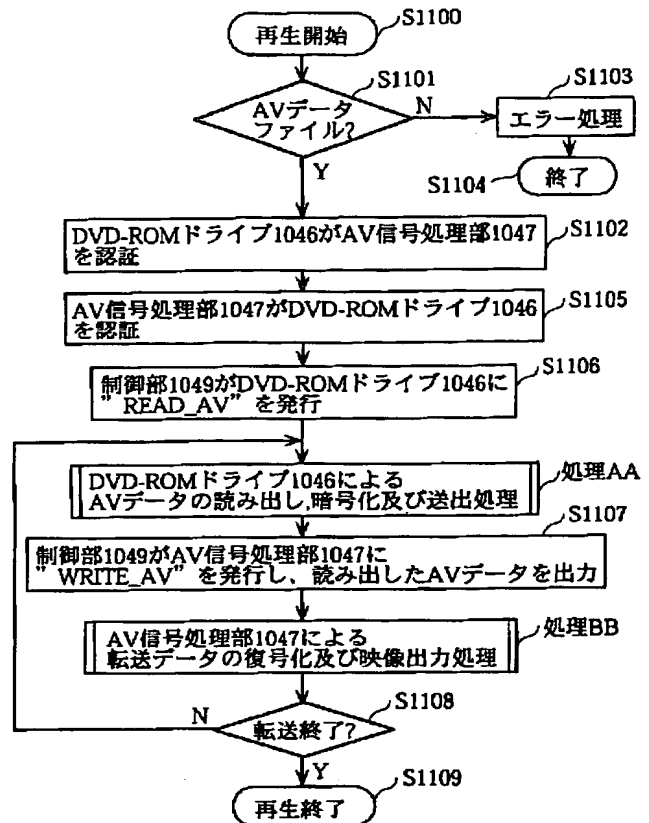 再生開始
S1100
S1101
AVデータ
ファイル?
N
S1103
エラー処理
S1104
終了
Y
S1102
DVD-ROMドライブ1046がAV信号処理部1047
を認証
S1105
AV信号処理部1047がDVD-ROMドライブ1046
を認証
S1106
制御部1049がDVD-ROMドライブ1046に
”READ_AV”を発行
処理AA
DVD-ROMドライブ1046による
AVデータの読み出し,暗号化及び送出処理
S1107
制御部1049がAV信号処理部1047に
”WRITE_AV”を発行し、読み出したAVデータを出力
処理BB
AV信号処理部1047による
転送データの復号化及び映像出力処理
S1108
N
転送終了?
Y
S1109
再生終了